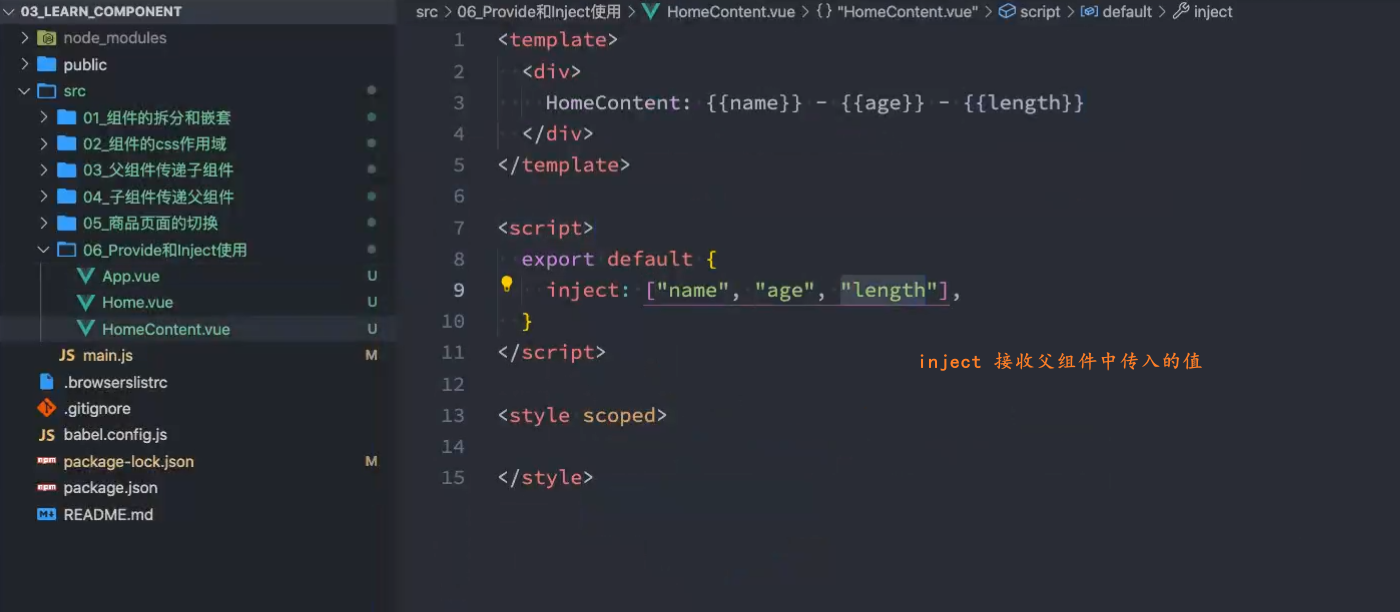 03_LEARN_COMPONENT
node_modules
public
src
01_组件的拆分和嵌套
02_组件的css作用域
03_父组件传递子组件
04_子组件传递父组件
05_商品页面的切换
06_Provide和Inject使用
App.vue U
Home.vue U
HomeContent.vue U
JS main.js M
.browserslistrc
.gitignore
JS babel.config.js
npm package-lock.json M
npm package.json
M↓ README.md
src > 06_Provide和Inject使用 > HomeContent.vue > {} "HomeContent.vue" > script > default > inject
1 <template>
2 <div>
3 HomeContent: {{name}} - {{age}} - {{length}}
4 </div>
5 </template>
6
7 <script>
8 export default {
9 inject: ["name", "age", "length"],
10 }
11 </script>
inject 接收父组件中传入的值
12
13 <style scoped>
14
15 </style>